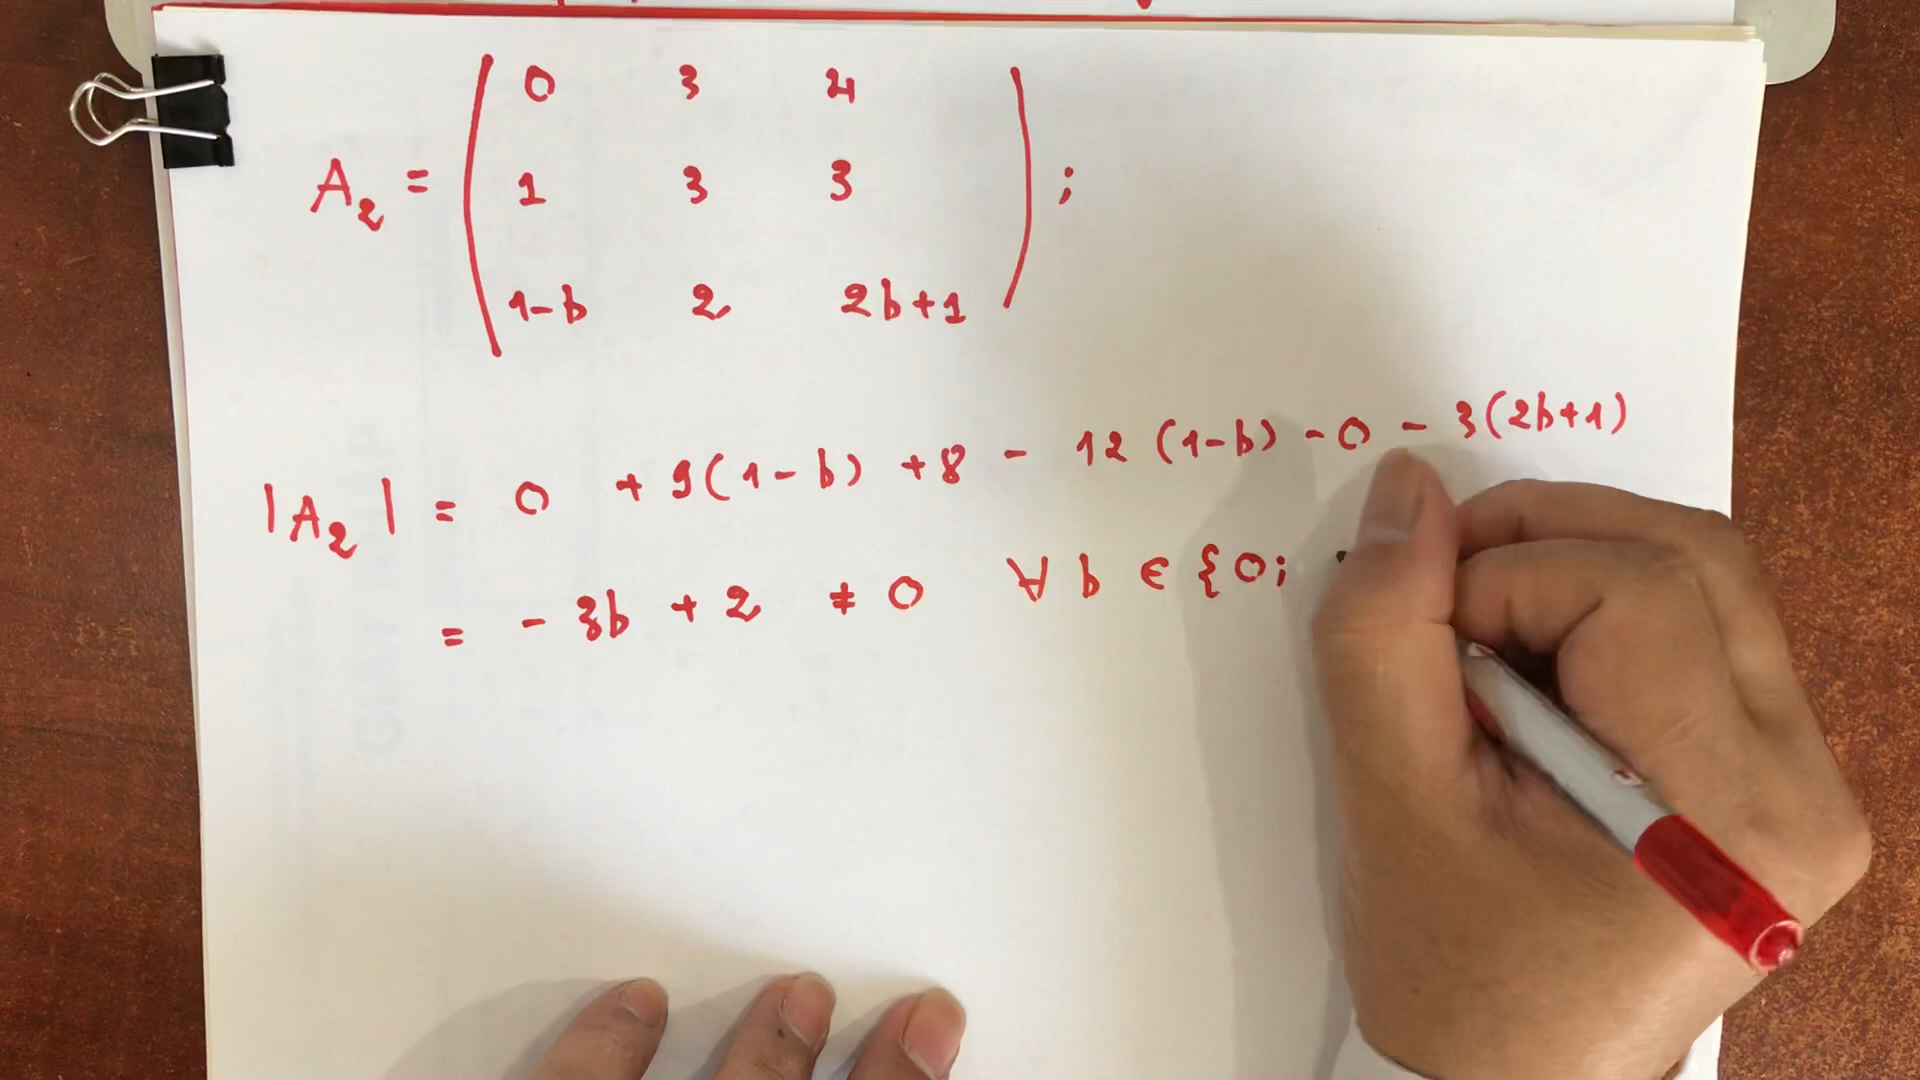 0 3 4
A₂ = ( 1 3 3 ) ;
1-b 2 2b+1
|A₂| = 0 + 9(1-b) + 8 - 12(1-b) - 0 - 3(2b+1)
= - 3b + 2 ≠ 0 ∀ b ∈ {0;